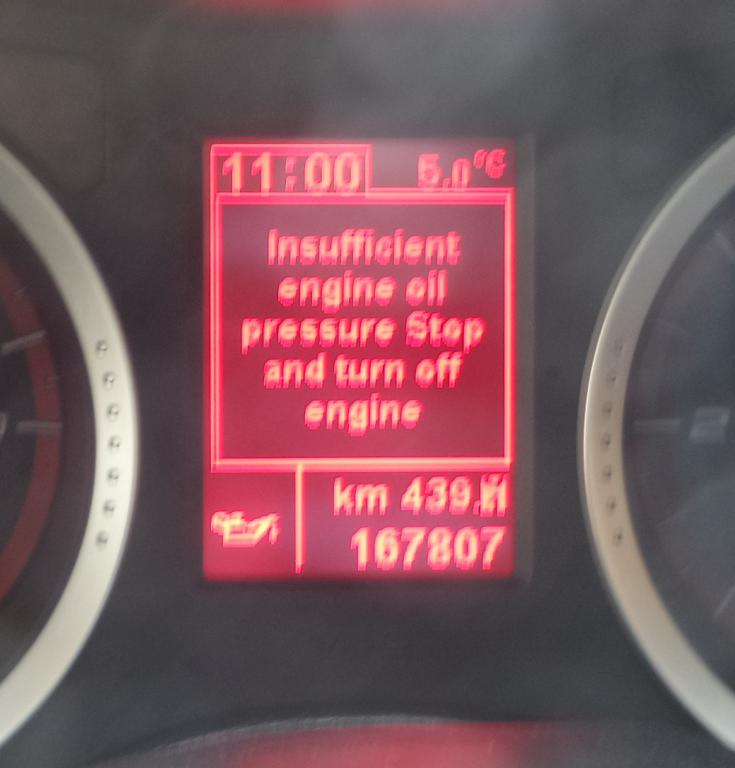 11:00 5.0°C
Insufficient
engine oil
pressure Stop
and turn off
engine
km 439.
167807